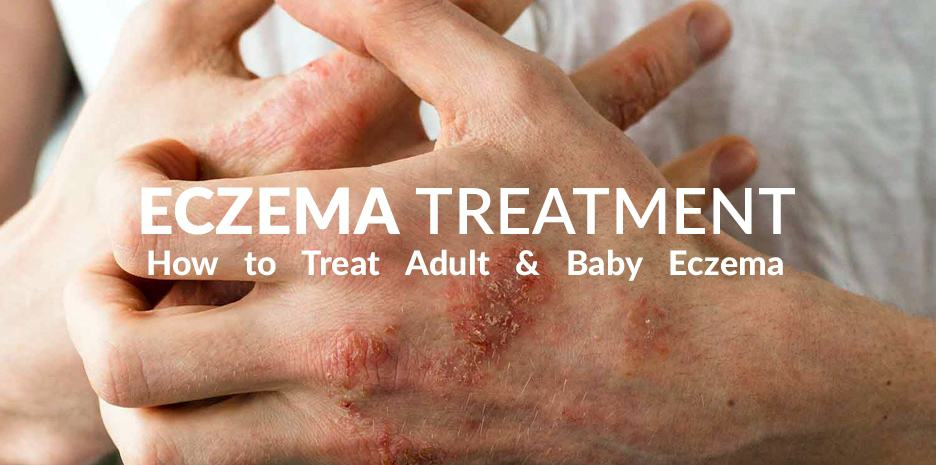 ECZEMA TREATMENT
How to Treat Adult & Baby Eczema